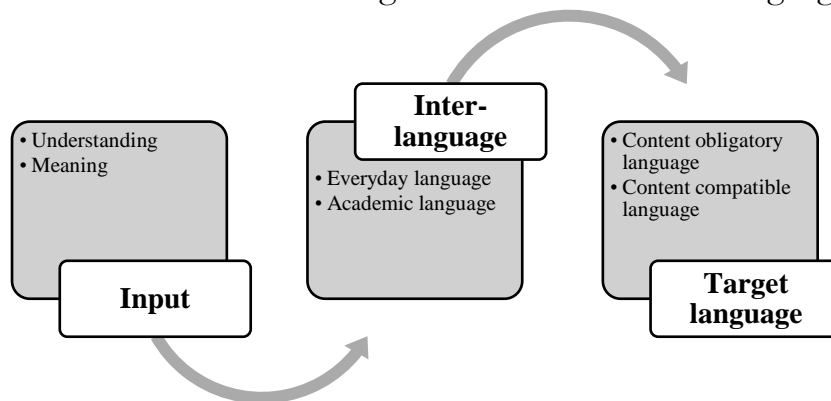 • Understanding
• Meaning
Input
Inter-
language
• Everyday language
• Academic language
• Content obligatory
language
• Content compatible
language
Target
language